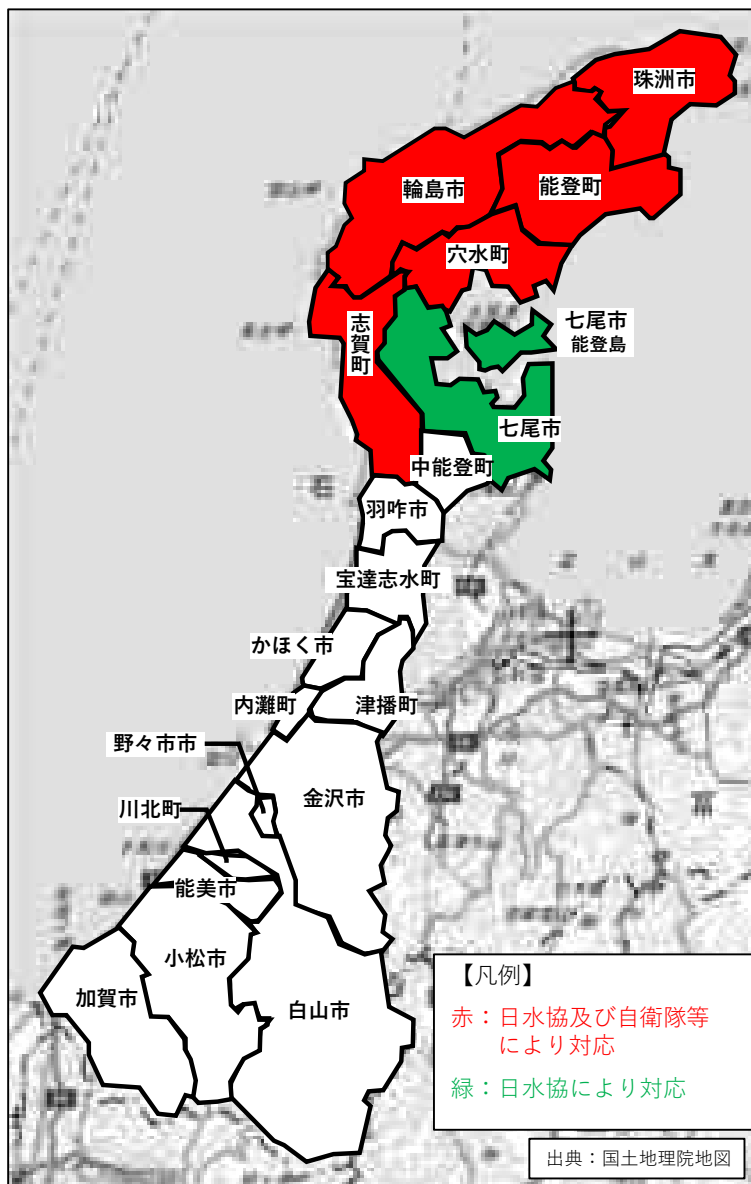 珠洲市
輪島市
能登町
穴水町
七尾市
能登島
志賀町
七尾市
中能登町
羽咋市
宝達志水町
かほく市
内灘町
津播町
野々市市
金沢市
川北町
能美市
小松市
加賀市
白山市
【凡例】
赤：日水協及び自衛隊等
により対応
緑：日水協により対応
出典：国土地理院地図